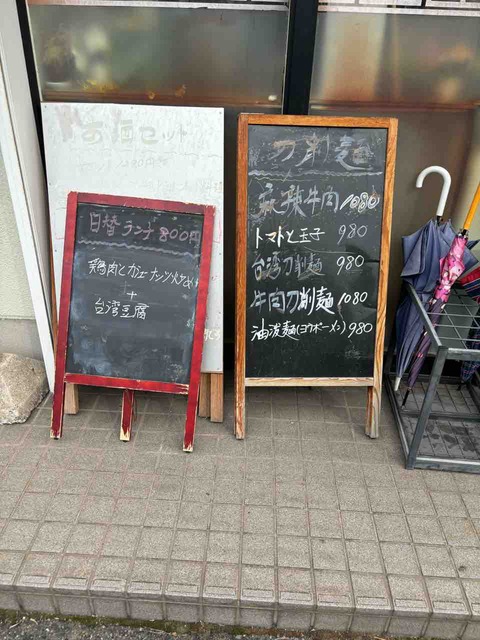 お昼セット
日替ランチ 800円
鶏肉とカシューナッツ炒め
+
台湾豆腐
刀削麺
麻辣牛肉 1080
トマトと玉子 980
台湾刀削麺 980
牛肉刀削麺 1080
油泼麺(ヨウポーメン) 980